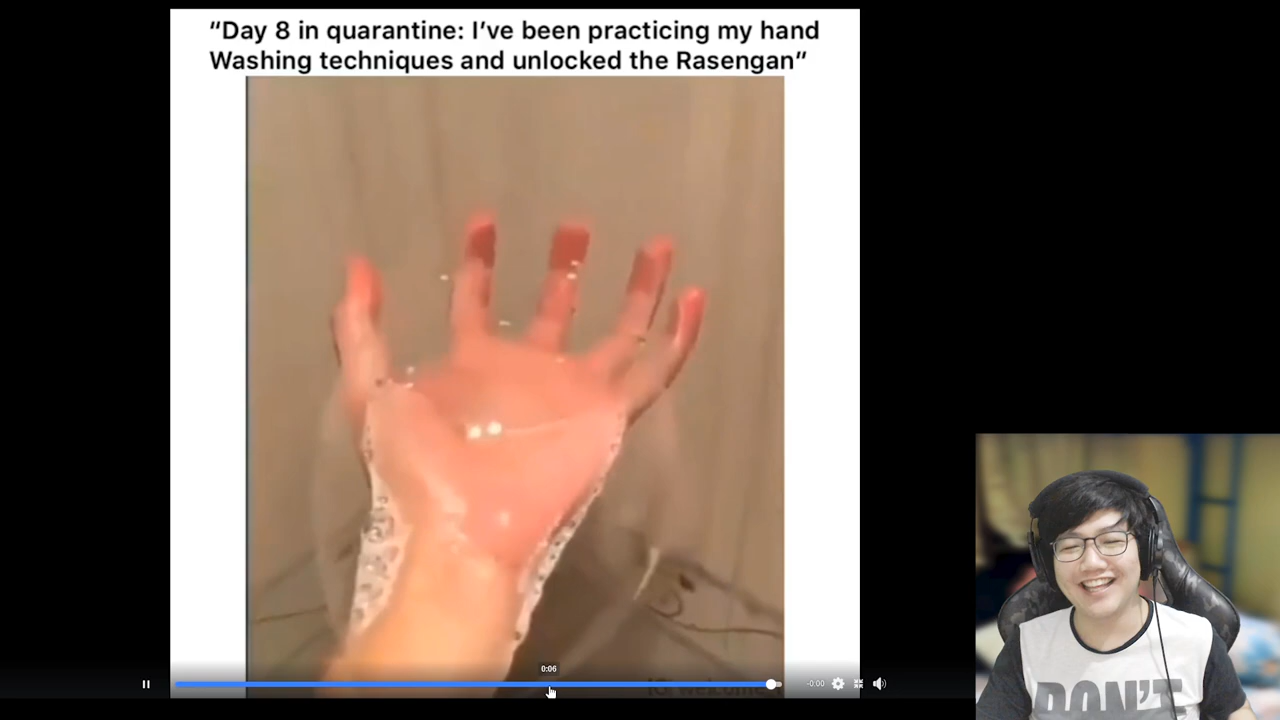 “Day 8 in quarantine: I’ve been practicing my hand
Washing techniques and unlocked the Rasengan”
0:06
-0:00
DON'T